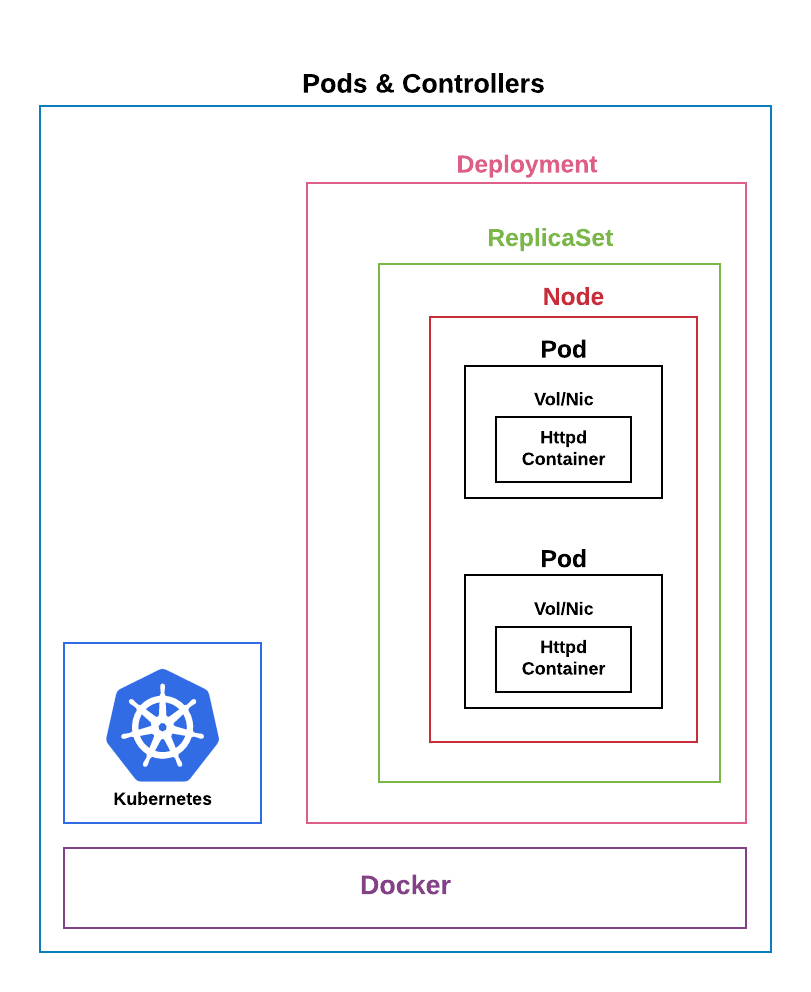 Pods & Controllers
Deployment
ReplicaSet
Node
Pod
Vol/Nic
Httpd
Container
Pod
Vol/Nic
Httpd
Container
Kubernetes
Docker